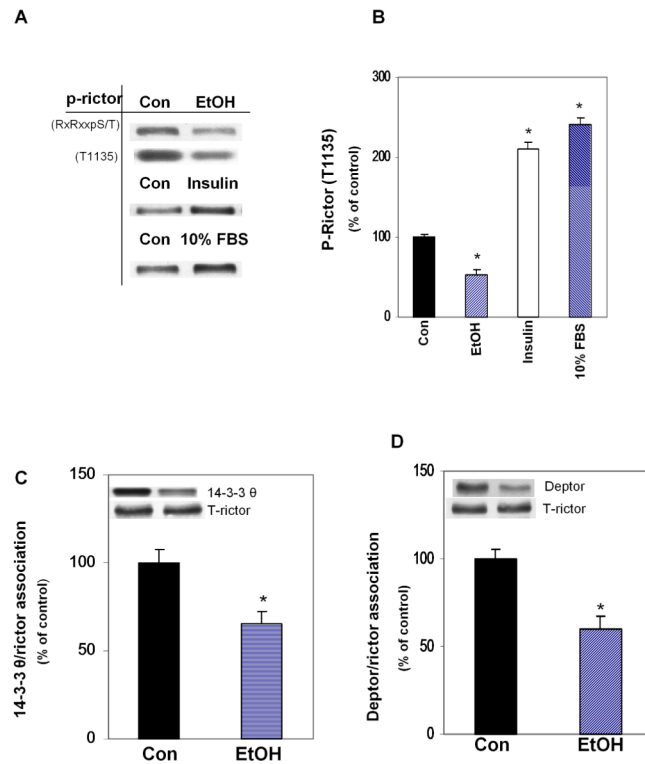 A
p-rictor Con EtOH
(RxRxxpS/T)
(T1135)
Con Insulin
Con 10% FBS
B
P-Rictor (T1135)
(% of control)
300
200
100
0
*
*
*
Con
EtOH
Insulin
10% FBS
C
14-3-3 θ/rictor association
(% of control)
150
100
50
0
14-3-3 θ
T-rictor
*
Con EtOH
D
Deptor/rictor association
(% of control)
150
100
50
0
Deptor
T-rictor
*
Con EtOH